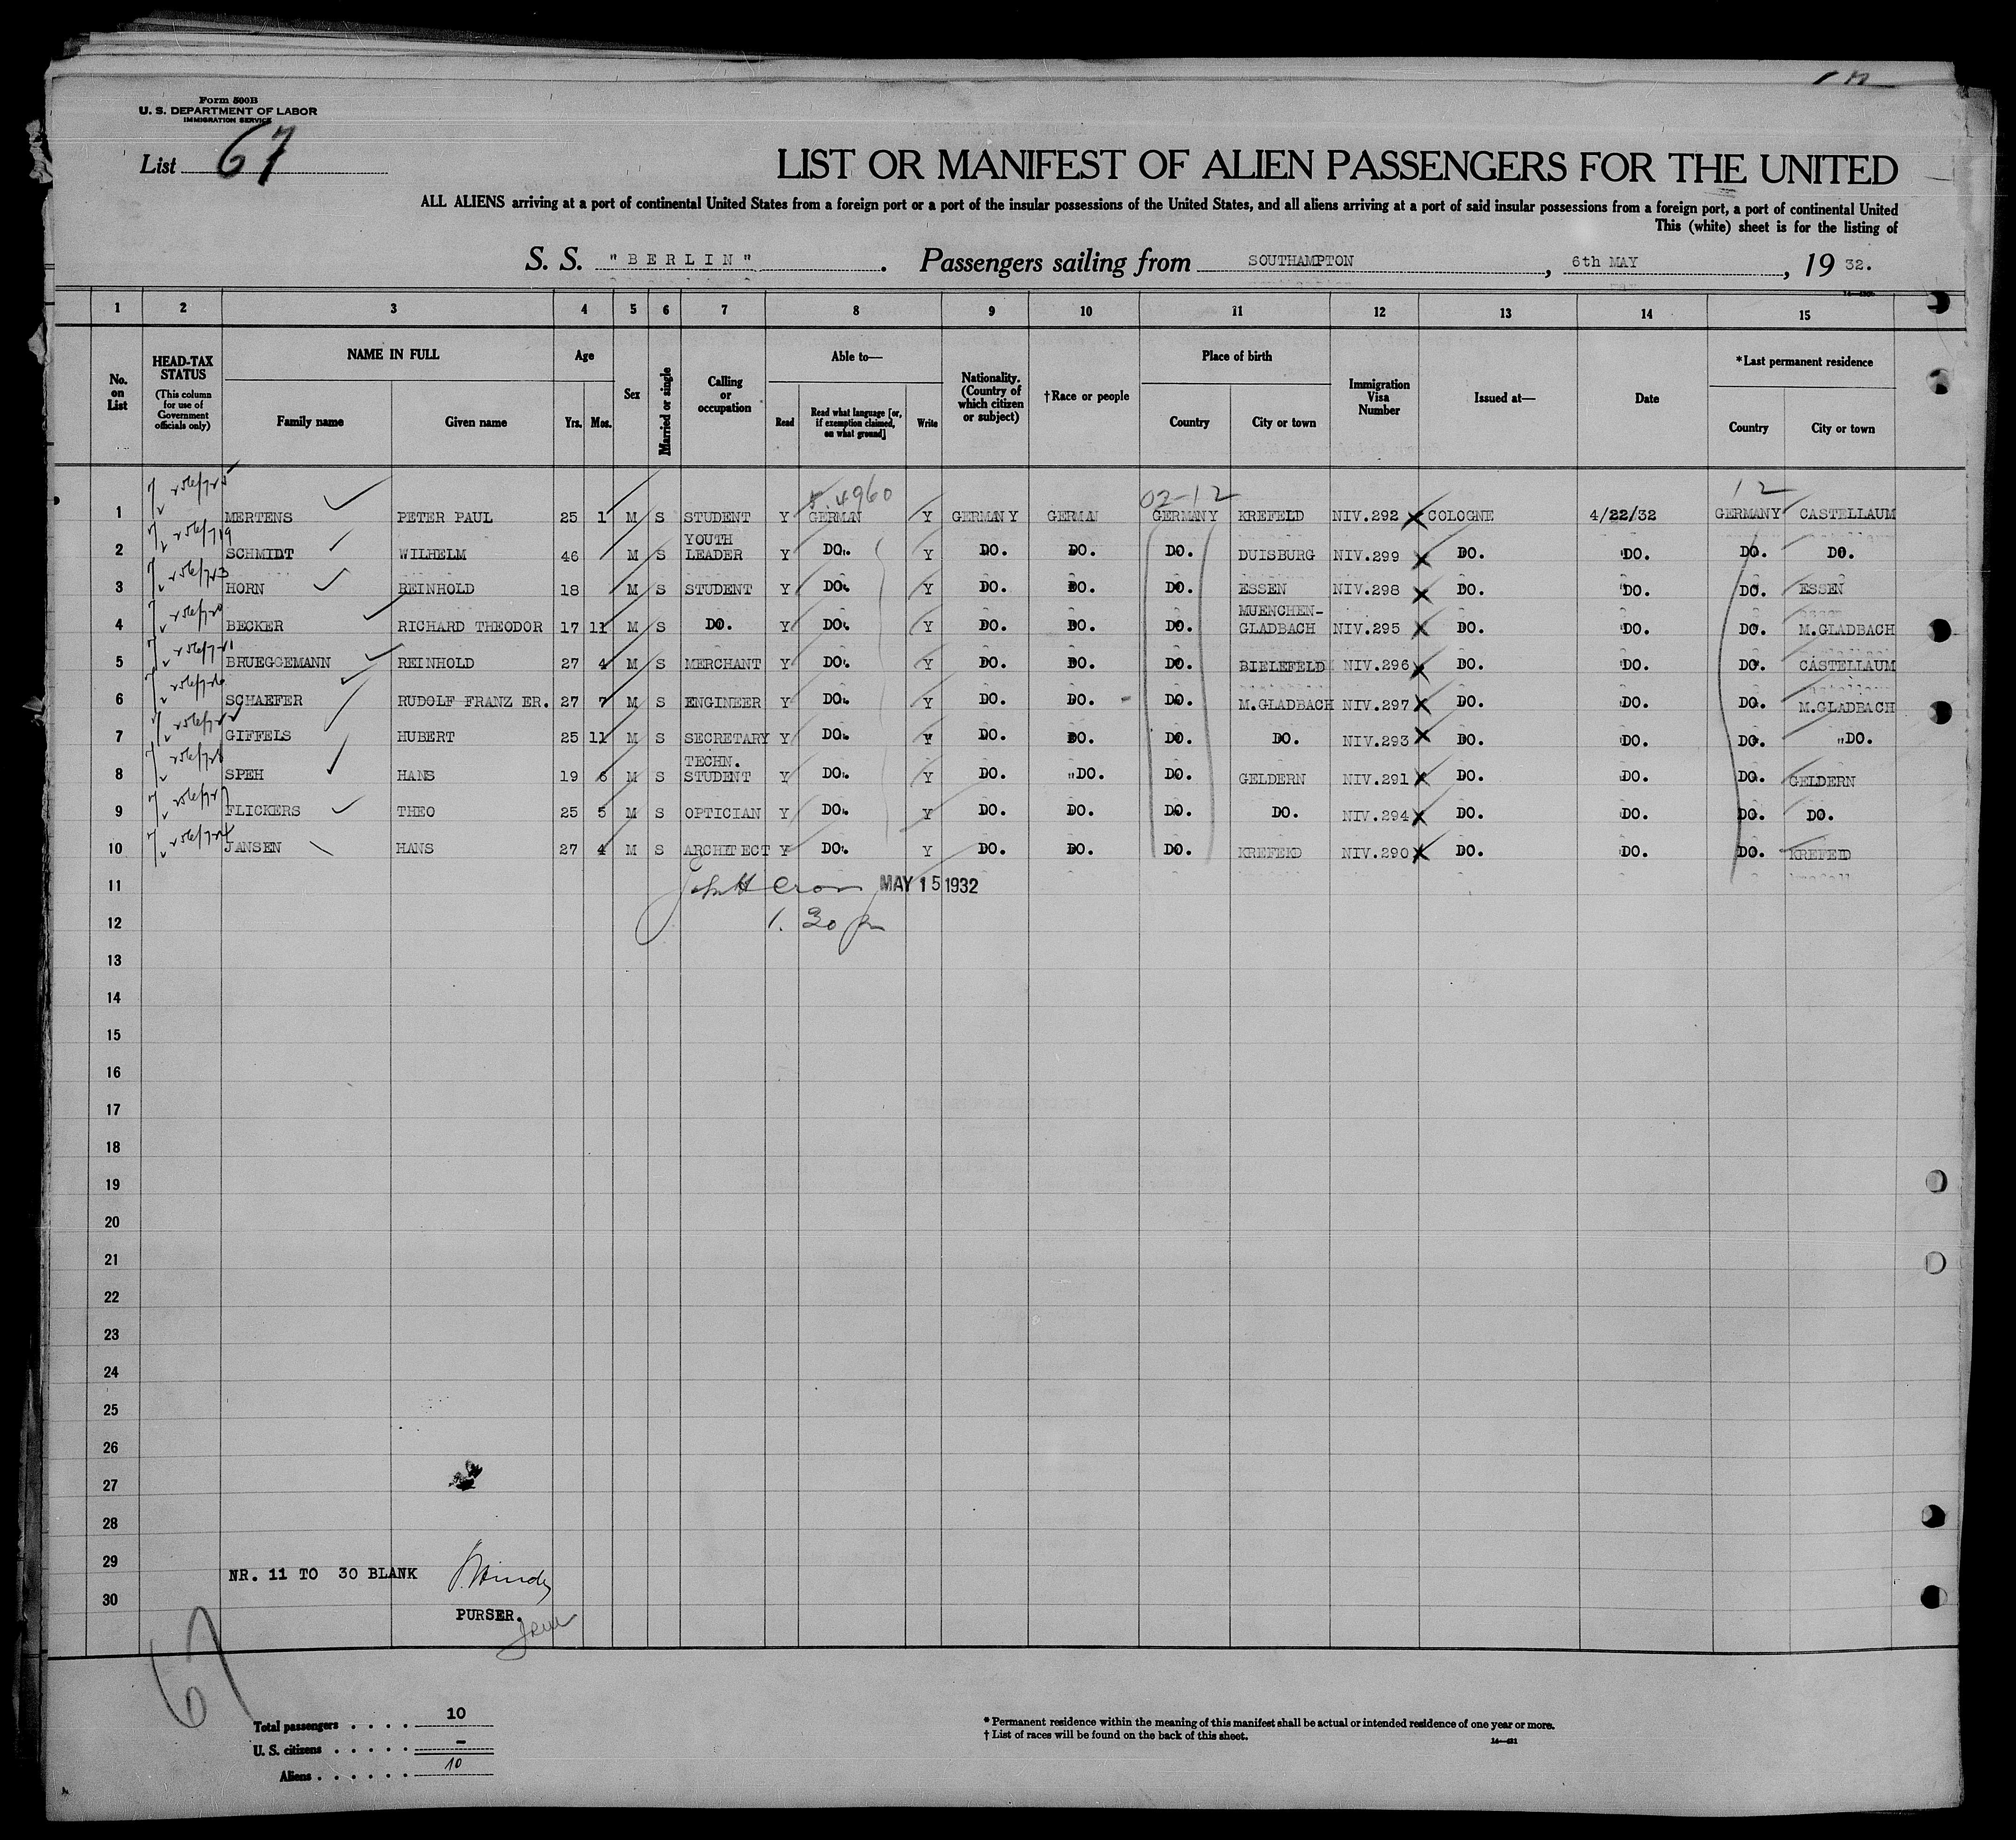 Form 500B
U. S. DEPARTMENT OF LABOR
IMMIGRATION SERVICE
List 67
LIST OR MANIFEST OF ALIEN PASSENGERS FOR THE UNITED
ALL ALIENS arriving at a port of continental United States from a foreign port or a port of the insular possessions of the United States, and all aliens arriving at a port of said insular possessions from a foreign port, a port of continental United
This (white) sheet is for the listing of
S. S. "BERLIN". Passengers sailing from SOUTHAMPTON, 6th MAY, 19 32.
1 2 3 4 5 6 7 8 9 10 11 12 13 14 15
No. on List
HEAD-TAX STATUS (This column for use of Government officials only)
NAME IN FULL Family name Given name
Age Yrs. Mos.
Sex
Married or single
Calling or occupation
Able to— Read Read what language [or, if exemption claimed, on what ground] Write
Nationality. (Country of which citizen or subject)
†Race or people
Place of birth Country City or town
Immigration Visa Number
Issued at—
Date
*Last permanent residence Country City or town
4960 02-12 12
1 MERTENS PETER PAUL 25 1 M S STUDENT Y GERMAN Y GERMANY GERMAN GERMANY KREFELD NIV.292 COLOGNE 4/22/32 GERMANY CASTELLAUM
2 SCHMIDT WILHELM 46 M S YOUTH LEADER Y DO. Y DO. DO. DO. DUISBURG NIV.299 DO. DO. DO. DO.
3 HORN REINHOLD 18 M S STUDENT Y DO. Y DO. DO. DO. ESSEN NIV.298 DO. DO. DO. ESSEN
4 BECKER RICHARD THEODOR 17 11 M S DO. Y DO. Y DO. DO. DO. MUENCHEN-GLADBACH NIV.295 DO. DO. DO. M.GLADBACH
5 BRUEGGEMANN REINHOLD 27 4 M S MERCHANT Y DO. Y DO. DO. DO. BIELEFELD NIV.296 DO. DO. DO. CASTELLAUM
6 SCHAEFER RUDOLF FRANZ ER. 27 7 M S ENGINEER Y DO. Y DO. DO. DO. M.GLADBACH NIV.297 DO. DO. DO. M.GLADBACH
7 GIFFELS HUBERT 25 11 M S SECRETARY Y DO. Y DO. DO. DO. DO. NIV.293 DO. DO. DO. "DO.
8 SPEH HANS 19 6 M S TECHN. STUDENT Y DO. Y DO. "DO. DO. GELDERN NIV.291 DO. DO. DO. GELDERN
9 FLICKERS THEO 25 5 M S OPTICIAN Y DO. Y DO. DO. DO. DO. NIV.294 DO. DO. DO. DO.
10 JANSEN HANS 27 4 M S ARCHITECT Y DO. Y DO. DO. DO. KREFEKD NIV.290 DO. DO. DO. KREFELD
11 MAY 15 1932
12 1.30 pm
13
14
15
16
17
18
19
20
21
22
23
24
25
26
27
28
29
NR. 11 TO 30 BLANK
30
PURSER.
67
Total passengers . . . . 10
U. S. citizens . . . . . -
Aliens . . . . . . 10
* Permanent residence within the meaning of this manifest shall be actual or intended residence of one year or more.
† List of races will be found on the back of this sheet.